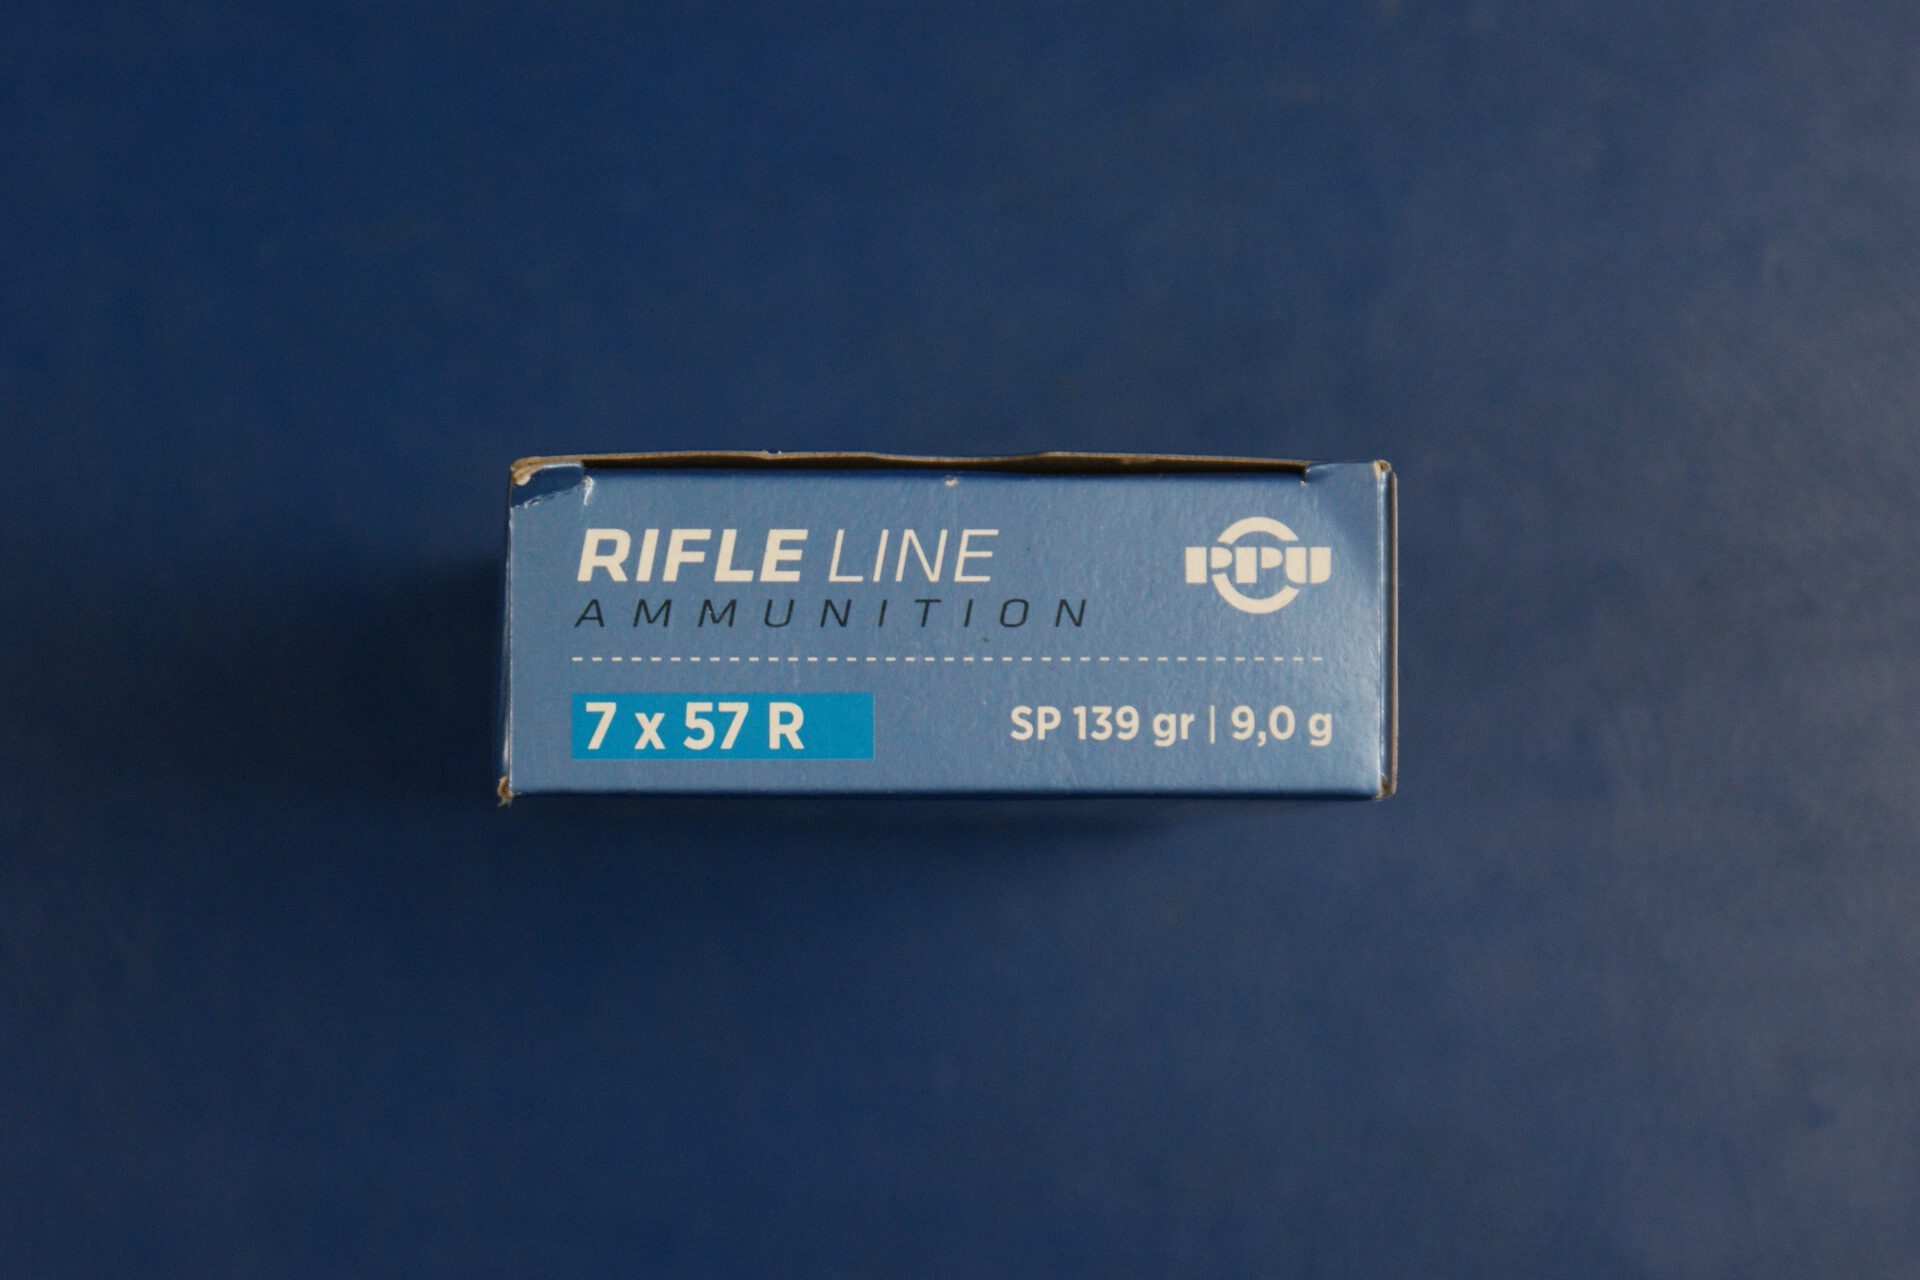 RIFLE LINE
AMMUNITION
PPU
7 x 57 R
SP 139 gr | 9,0 g